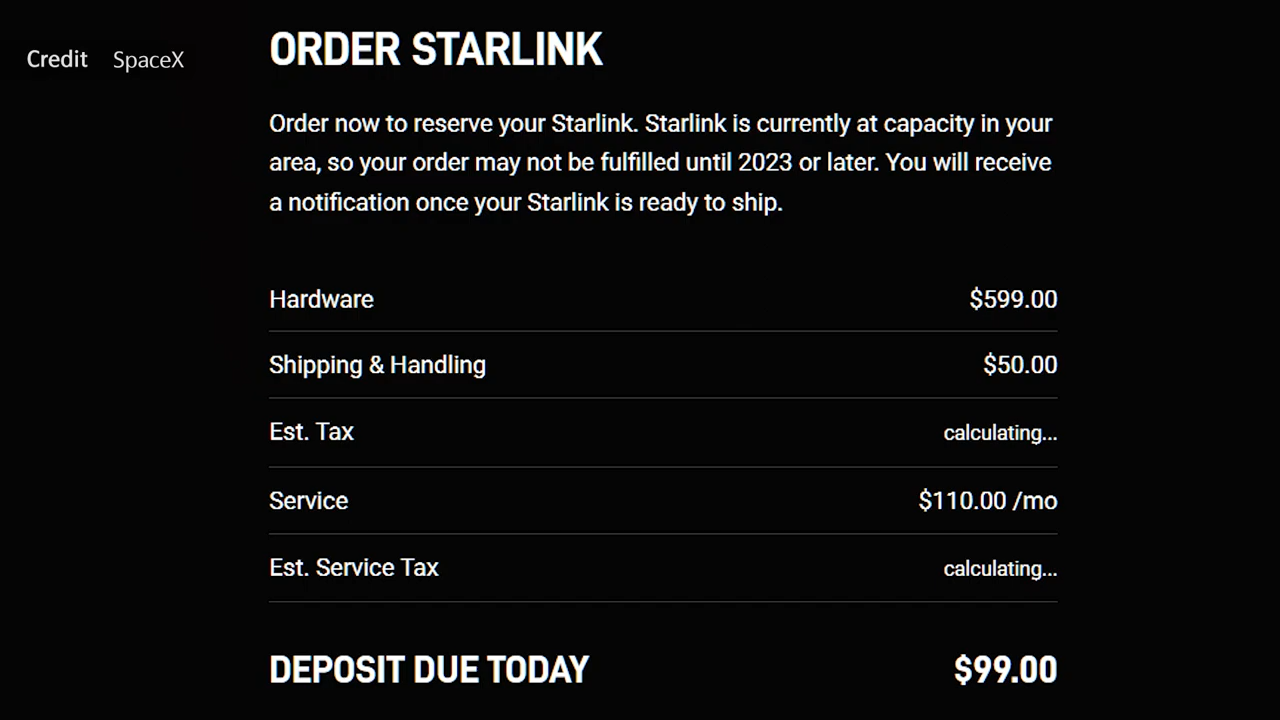 Credit SpaceX
ORDER STARLINK
Order now to reserve your Starlink. Starlink is currently at capacity in your
area, so your order may not be fulfilled until 2023 or later. You will receive
a notification once your Starlink is ready to ship.
Hardware $599.00
Shipping & Handling $50.00
Est. Tax calculating...
Service $110.00 /mo
Est. Service Tax calculating...
DEPOSIT DUE TODAY $99.00